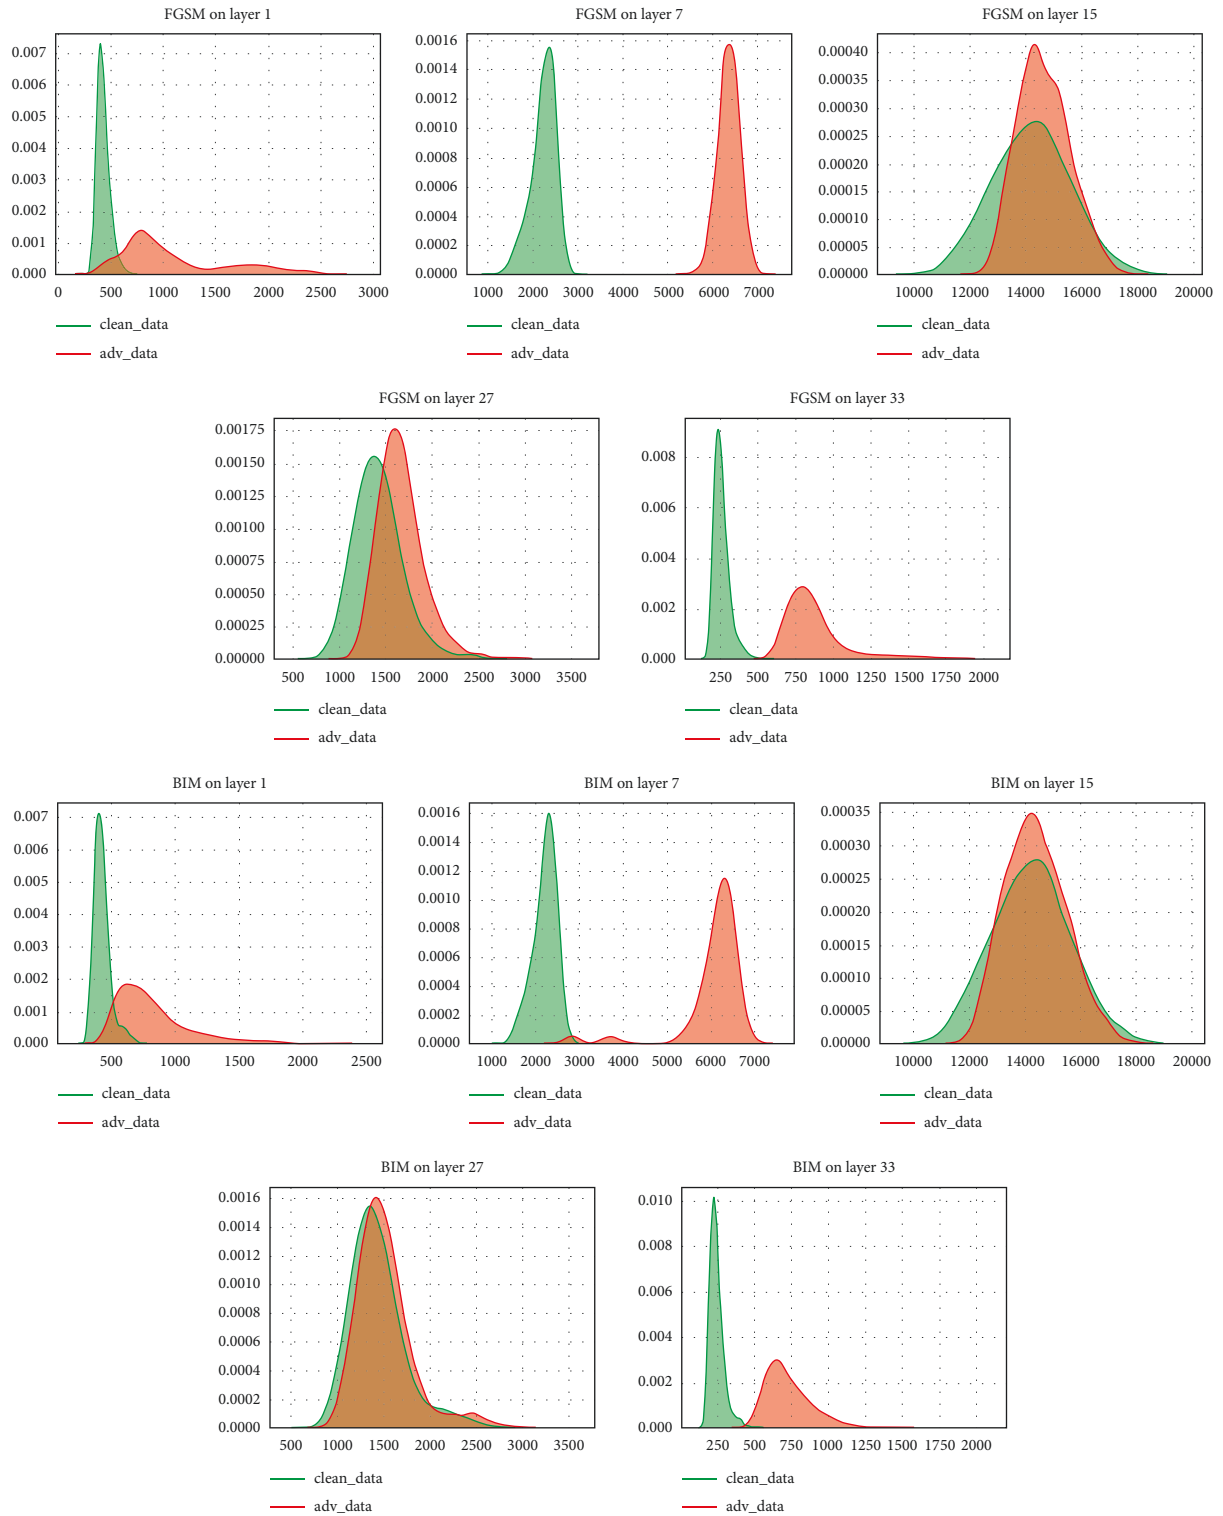 FGSM on layer 1
0.007
0.006
0.005
0.004
0.003
0.002
0.001
0.000
0 500 1000 1500 2000 2500 3000
clean_data
adv_data
FGSM on layer 7
0.0016
0.0014
0.0012
0.0010
0.0008
0.0006
0.0004
0.0002
0.0000
1000 2000 3000 4000 5000 6000 7000
clean_data
adv_data
FGSM on layer 15
0.00040
0.00035
0.00030
0.00025
0.00020
0.00015
0.00010
0.00005
0.00000
10000 12000 14000 16000 18000 20000
clean_data
adv_data
FGSM on layer 27
0.00175
0.00150
0.00125
0.00100
0.00075
0.00050
0.00025
0.00000
500 1000 1500 2000 2500 3000 3500
clean_data
adv_data
FGSM on layer 33
0.008
0.006
0.004
0.002
0.000
250 500 750 1000 1250 1500 1750 2000
clean_data
adv_data
BIM on layer 1
0.007
0.006
0.005
0.004
0.003
0.002
0.001
0.000
500 1000 1500 2000 2500
clean_data
adv_data
BIM on layer 7
0.0016
0.0014
0.0012
0.0010
0.0008
0.0006
0.0004
0.0002
0.0000
1000 2000 3000 4000 5000 6000 7000
clean_data
adv_data
BIM on layer 15
0.00035
0.00030
0.00025
0.00020
0.00015
0.00010
0.00005
0.00000
10000 12000 14000 16000 18000 20000
clean_data
adv_data
BIM on layer 27
0.0016
0.0014
0.0012
0.0010
0.0008
0.0006
0.0004
0.0002
0.0000
500 1000 1500 2000 2500 3000 3500
clean_data
adv_data
BIM on layer 33
0.010
0.008
0.006
0.004
0.002
0.000
250 500 750 1000 1250 1500 1750 2000
clean_data
adv_data